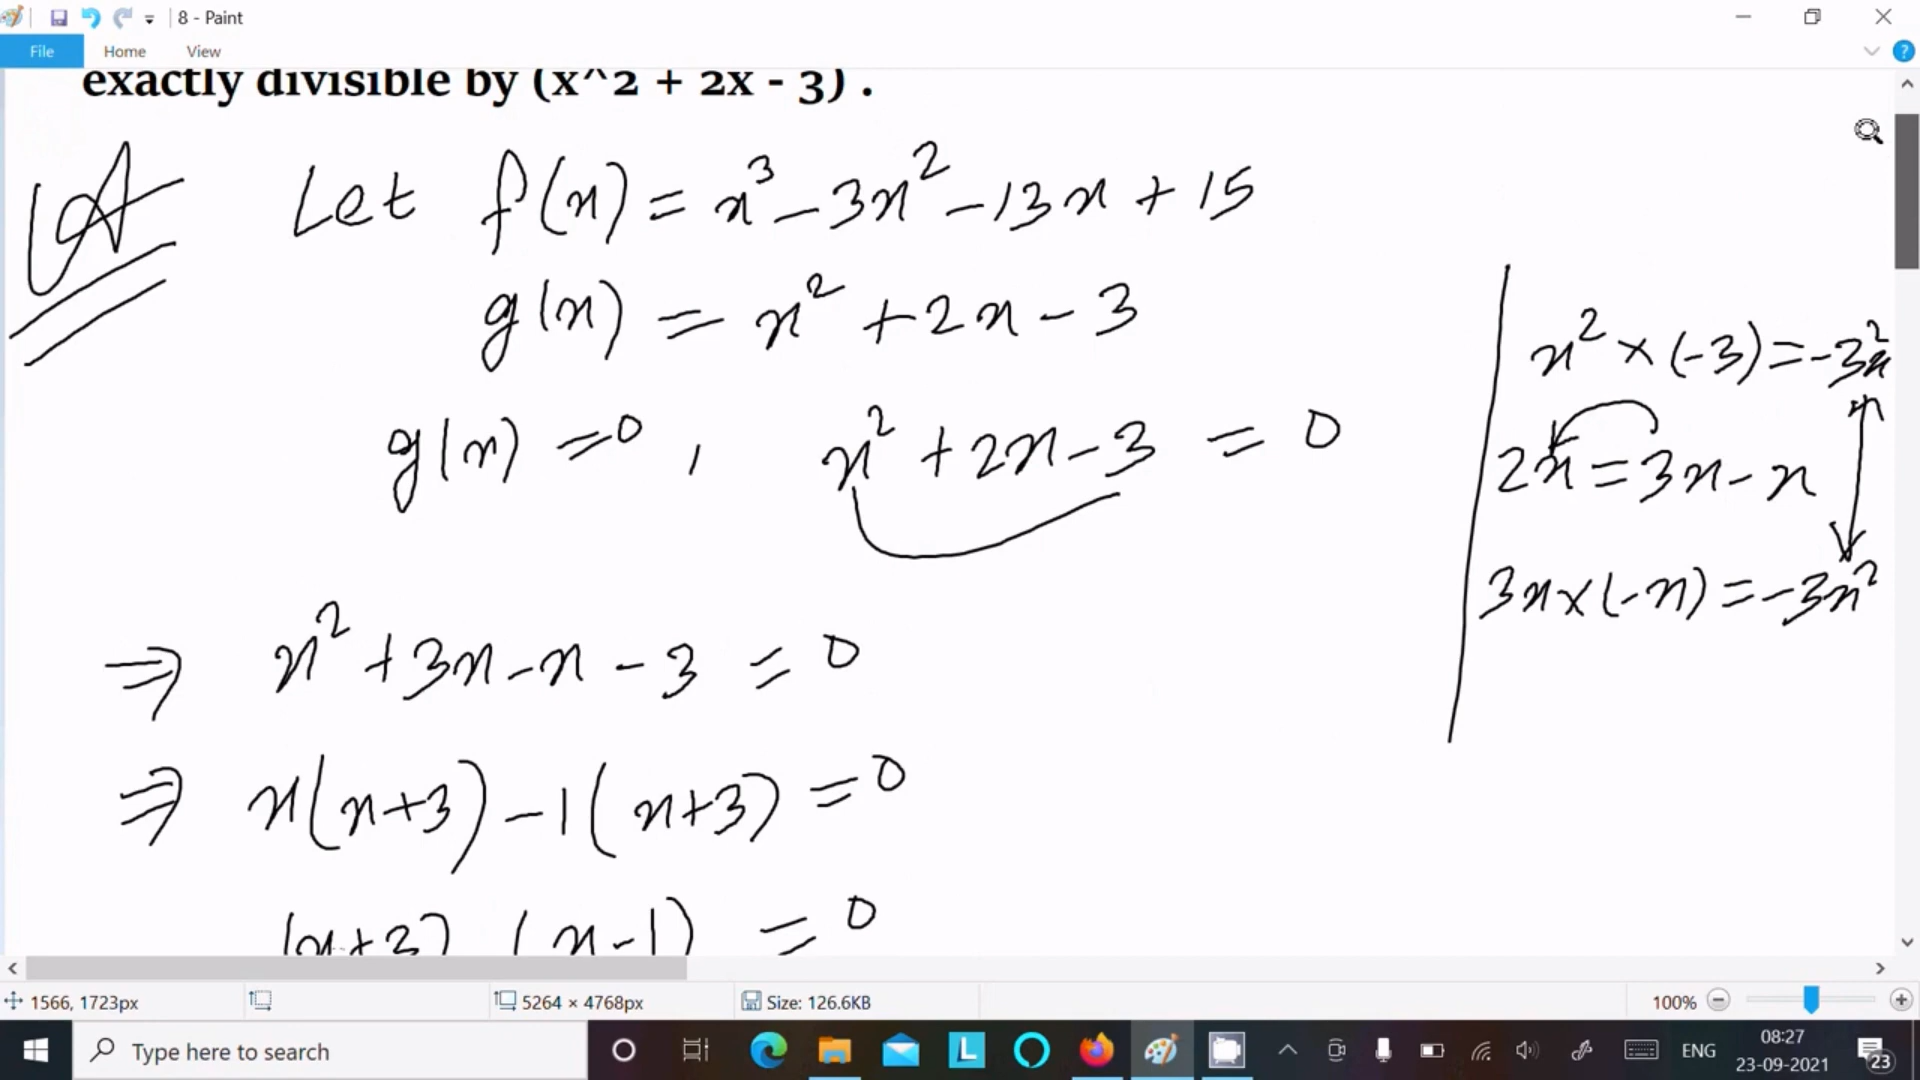 8 - Paint
File Home View
exactly divisible by (x^2 + 2x - 3) .
A Let f(x) = x³ - 3x² - 13x + 15
g(x) = x² + 2x - 3
g(x) = 0 , x² + 2x - 3 = 0
⇒ x² + 3x - x - 3 = 0
⇒ x(x+3) - 1(x+3) = 0
(x+3) (x-1) = 0
x² × (-3) = -3x²
2x = 3x - x
3x × (-x) = -3x²
1566, 1723px 5264 × 4768px Size: 126.6KB 100%
Type here to search L ENG 08:27
23-09-2021 23